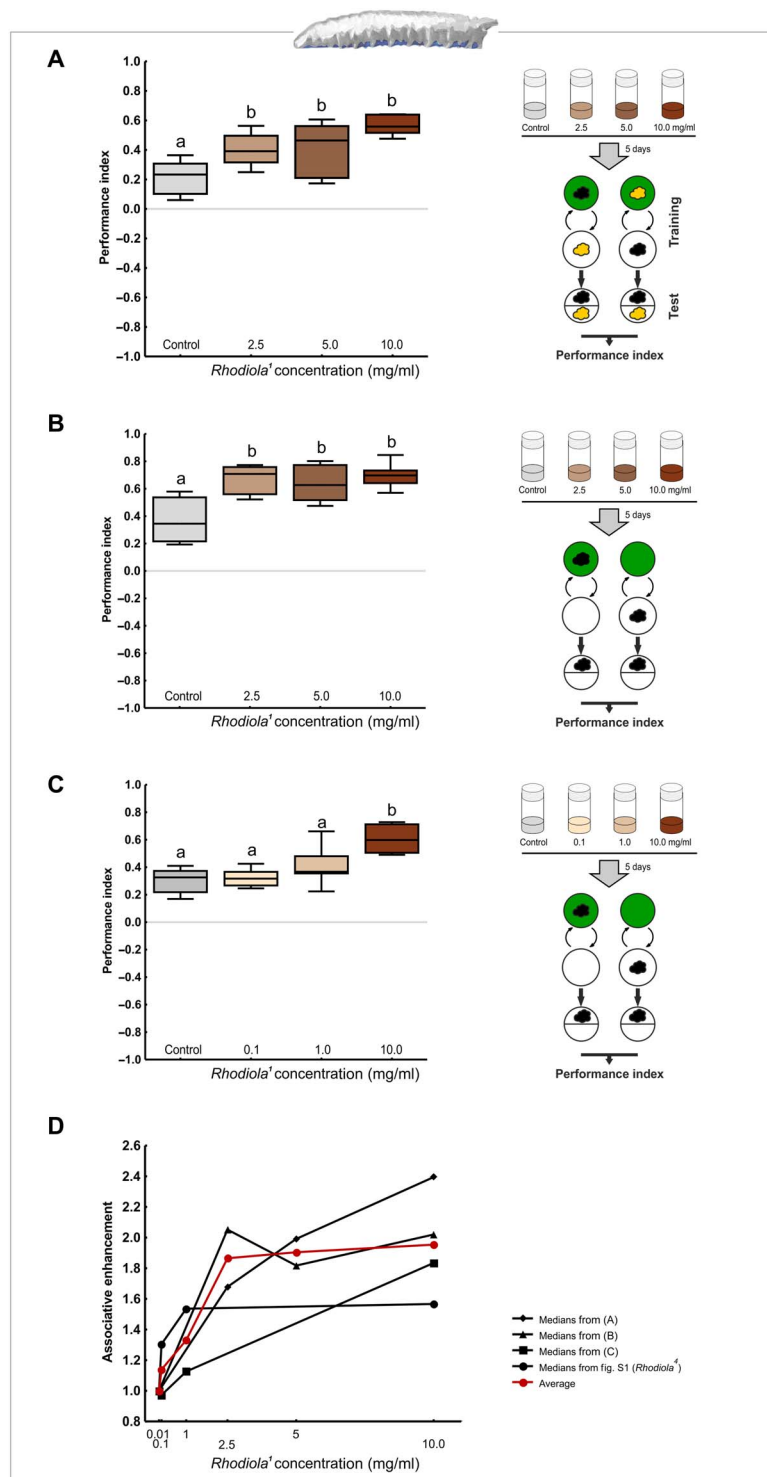 A
1.0
0.8
0.6
0.4
0.2
0.0
–0.2
–0.4
–0.6
–0.8
–1.0
Performance index
a
b
b
b
Control
2.5
5.0
10.0
Rhodiola¹ concentration (mg/ml)
Control
2.5
5.0
10.0 mg/ml
5 days
Training
Test
Performance index
B
1.0
0.8
0.6
0.4
0.2
0.0
–0.2
–0.4
–0.6
–0.8
–1.0
Performance index
a
b
b
b
Control
2.5
5.0
10.0
Rhodiola¹ concentration (mg/ml)
Control
2.5
5.0
10.0 mg/ml
5 days
Performance index
C
1.0
0.8
0.6
0.4
0.2
0.0
–0.2
–0.4
–0.6
–0.8
–1.0
Performance index
a
a
a
b
Control
0.1
1.0
10.0
Rhodiola¹ concentration (mg/ml)
Control
0.1
1.0
10.0 mg/ml
5 days
Performance index
D
2.6
2.4
2.2
2.0
1.8
1.6
1.4
1.2
1.0
0.8
Associative enhancement
0.01
0.1
1
2.5
5
10.0
Rhodiola¹ concentration (mg/ml)
Medians from (A)
Medians from (B)
Medians from (C)
Medians from fig. S1 (Rhodiola⁴)
Average